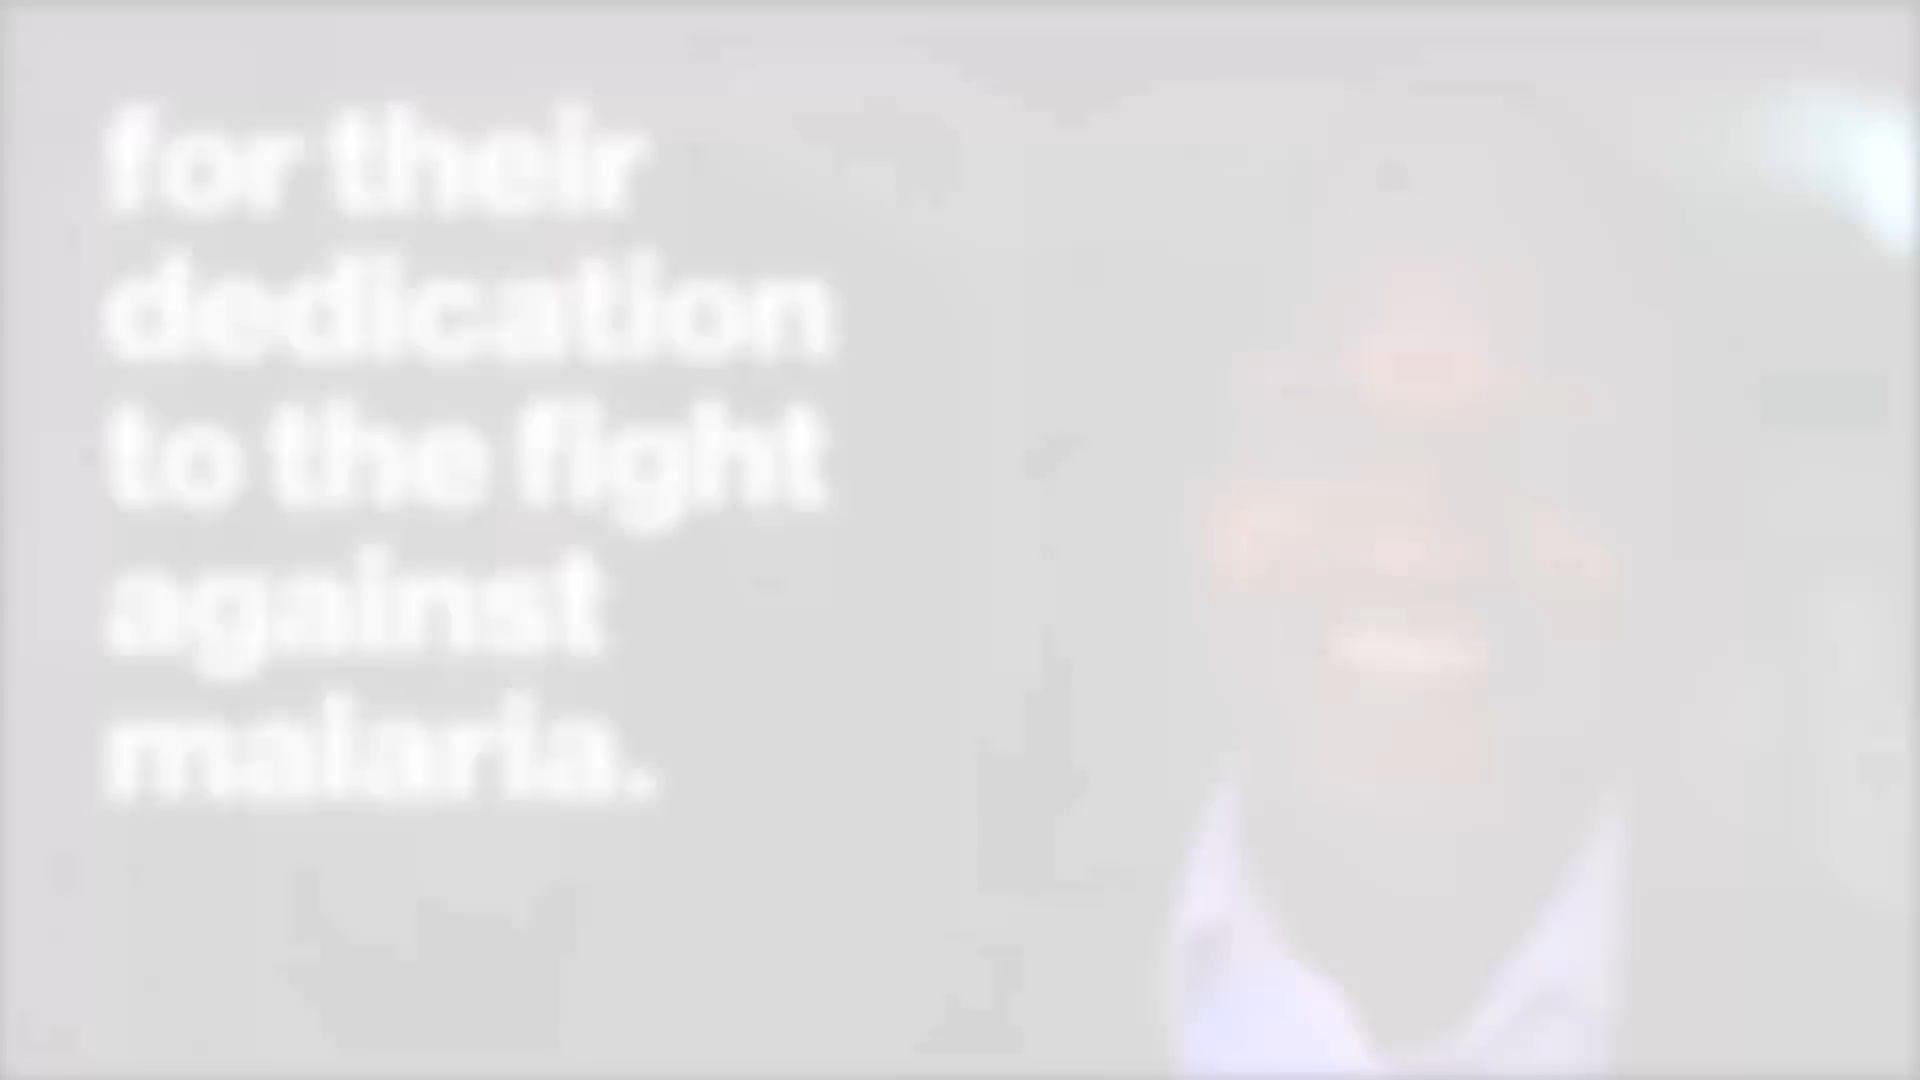 for their
dedication
to the fight
against
malaria.